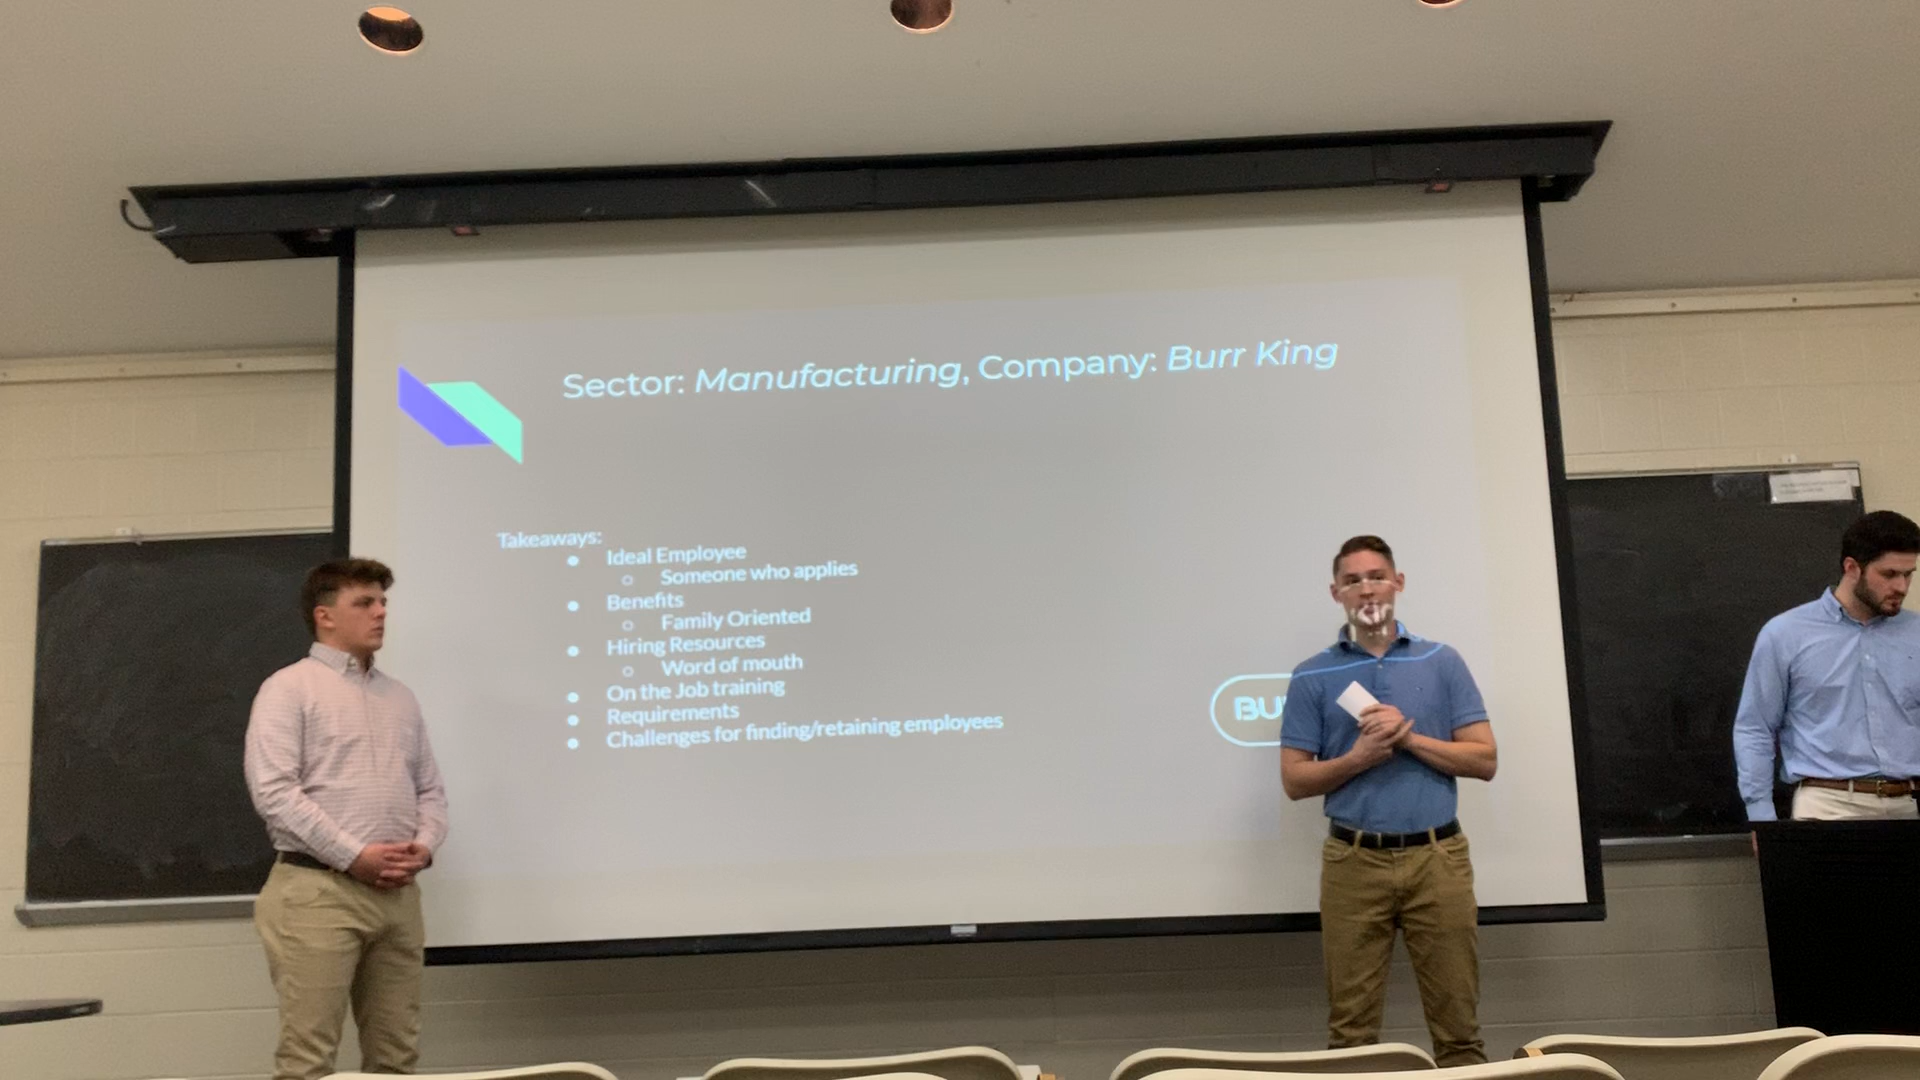 Sector: Manufacturing, Company: Burr King
Takeaways:
Ideal Employee
Someone who applies
Benefits
Family Oriented
Hiring Resources
Word of mouth
On the Job training
Requirements
Challenges for finding/retaining employees